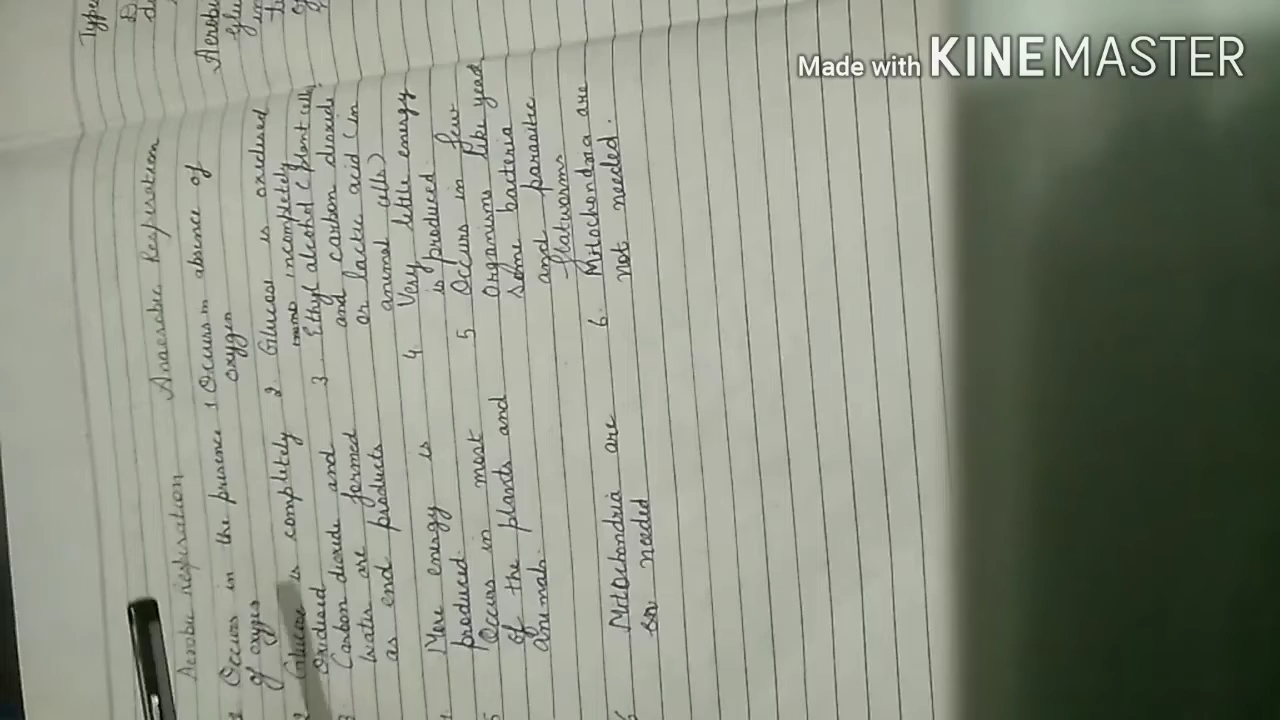 Made with KINEMASTER
Aerobic respiration
1 Occurs in the presence
of oxygen
2 Glucose is completely
oxidised
3 Carbon dioxide and
water are formed
as end products
More energy is
produced.
5 Occurs in most
of the plants and
animals.
6 Mitochondria are
needed
Anaerobic Respiration
1 Occurs in absence of
oxygen
2 Glucose is oxidised
incompletely
3 Ethyl alcohol (plant cells)
and carbon dioxide
or lactic acid (in
animal cells)
4. Very little energy
is produced.
5 Occurs in few
organisms like yeast
some bacteria
and parasitic
flatworms
6. Mitochondria are
not needed.
Type
Aerobic